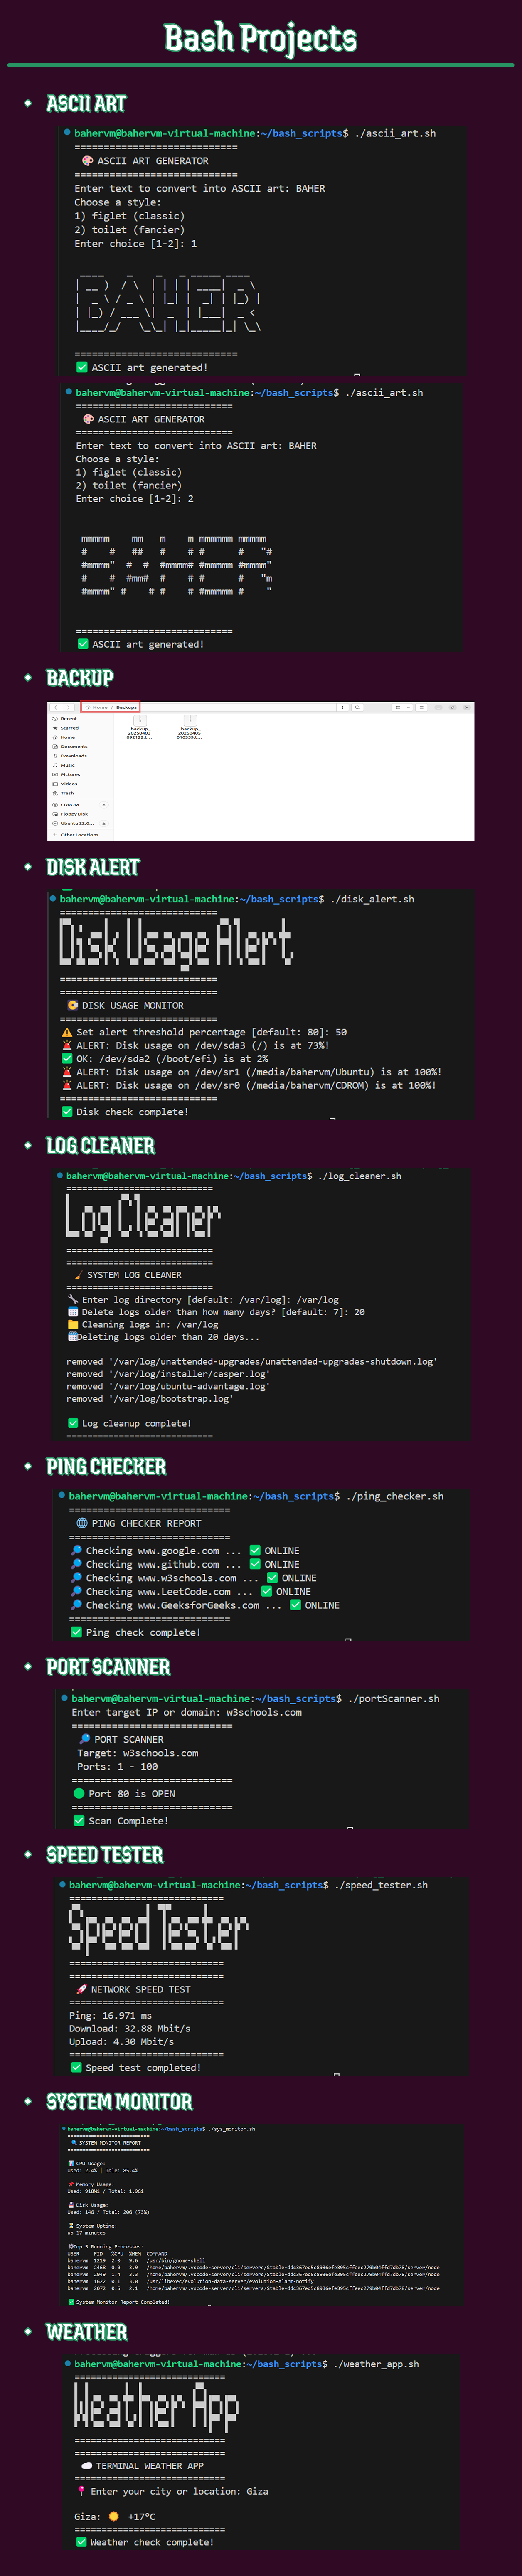 Bash Projects
ASCII ART
bahervm@bahervm-virtual-machine:~/bash_scripts$ ./ascii_art.sh
============================
🎨 ASCII ART GENERATOR
============================
Enter text to convert into ASCII art: BAHER
Choose a style:
1) figlet (classic)
2) toilet (fancier)
Enter choice [1-2]: 1
BAHER
============================
✅ ASCII art generated!
bahervm@bahervm-virtual-machine:~/bash_scripts$ ./ascii_art.sh
============================
🎨 ASCII ART GENERATOR
============================
Enter text to convert into ASCII art: BAHER
Choose a style:
1) figlet (classic)
2) toilet (fancier)
Enter choice [1-2]: 2
BAHER
============================
✅ ASCII art generated!
BACKUP
Home / Backups
Recent
Starred
Home
Documents
Downloads
Music
Pictures
Videos
Trash
CDROM
Floppy Disk
Ubuntu 22.0...
Other Locations
backup_
20250403_
092122.t...
backup_
20250405_
010359.t...
DISK ALERT
bahervm@bahervm-virtual-machine:~/bash_scripts$ ./disk_alert.sh
============================
Disk Usage Alert
============================
============================
💽 DISK USAGE MONITOR
============================
⚠️ Set alert threshold percentage [default: 80]: 50
🚨 ALERT: Disk usage on /dev/sda3 (/) is at 73%!
✅ OK: /dev/sda2 (/boot/efi) is at 2%
🚨 ALERT: Disk usage on /dev/sr1 (/media/bahervm/Ubuntu) is at 100%!
🚨 ALERT: Disk usage on /dev/sr0 (/media/bahervm/CDROM) is at 100%!
============================
✅ Disk check complete!
LOG CLEANER
bahervm@bahervm-virtual-machine:~/bash_scripts$ ./log_cleaner.sh
============================
Log Cleaner
============================
============================
🧹 SYSTEM LOG CLEANER
============================
🔧 Enter log directory [default: /var/log]: /var/log
🗓️ Delete logs older than how many days? [default: 7]: 20
📂 Cleaning logs in: /var/log
🗓️Deleting logs older than 20 days...
removed '/var/log/unattended-upgrades/unattended-upgrades-shutdown.log'
removed '/var/log/installer/casper.log'
removed '/var/log/ubuntu-advantage.log'
removed '/var/log/bootstrap.log'
✅ Log cleanup complete!
============================
PING CHECKER
bahervm@bahervm-virtual-machine:~/bash_scripts$ ./ping_checker.sh
============================
🌐 PING CHECKER REPORT
============================
🔎 Checking www.google.com ... ✅ ONLINE
🔎 Checking www.github.com ... ✅ ONLINE
🔎 Checking www.w3schools.com ... ✅ ONLINE
🔎 Checking www.LeetCode.com ... ✅ ONLINE
🔎 Checking www.GeeksforGeeks.com ... ✅ ONLINE
============================
✅ Ping check complete!
PORT SCANNER
bahervm@bahervm-virtual-machine:~/bash_scripts$ ./portScanner.sh
Enter target IP or domain: w3schools.com
============================
🔎 PORT SCANNER
Target: w3schools.com
Ports: 1 - 100
============================
🟢 Port 80 is OPEN
============================
✅ Scan Complete!
SPEED TESTER
bahervm@bahervm-virtual-machine:~/bash_scripts$ ./speed_tester.sh
============================
Speed Tester
============================
============================
🚀 NETWORK SPEED TEST
============================
Ping: 16.971 ms
Download: 32.88 Mbit/s
Upload: 4.30 Mbit/s
============================
✅ Speed test completed!
SYSTEM MONITOR
bahervm@bahervm-virtual-machine:~/bash_scripts$ ./sys_monitor.sh
============================
🔍 SYSTEM MONITOR REPORT
============================
📊 CPU Usage:
Used: 2.4% | Idle: 85.4%
📌 Memory Usage:
Used: 918Mi / Total: 1.9Gi
💾 Disk Usage:
Used: 14G / Total: 20G (73%)
⏳ System Uptime:
up 17 minutes
⚙️Top 5 Running Processes:
USER PID %CPU %MEM COMMAND
bahervm 1219 2.0 9.6 /usr/bin/gnome-shell
bahervm 2468 0.9 3.9
bahervm 2049 1.4 3.3
bahervm 1622 0.1 3.0 /usr/libexec/evolution-data-server/evolution-alarm-notify
bahervm 2072 0.5 2.1
✅ System Monitor Report Completed!
WEATHER
bahervm@bahervm-virtual-machine:~/bash_scripts$ ./weather_app.sh
============================
Weather App
============================
============================
☁️ TERMINAL WEATHER APP
============================
📍 Enter your city or location: Giza
Giza: ☀️ +17°C
============================
✅ Weather check complete!